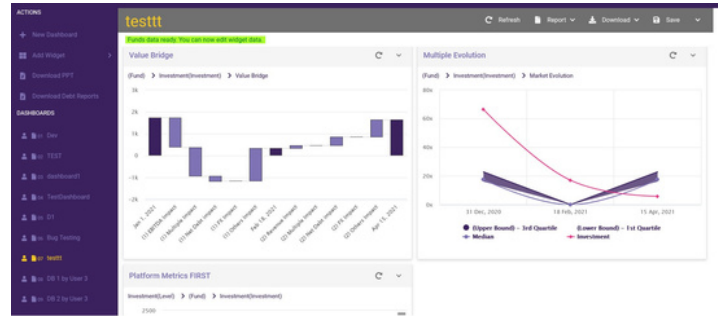 ACTIONS
New Dashboard
Add Widget
Download PPT
Download Debt Reports
DASHBOARDS
Dev
TEST
dashboard1
TestDashboard
D1
Bug Testing
testtt
DB 1 by User 3
DB 2 by User 3
testtt
Refresh Report Download Save
Funds data ready. You can now edit widget data.
Value Bridge
(Fund) > Investment(Investment) > Value Bridge
3k
2k
1k
0
-1k
-2k
Jan 1, 2021
(1) EBITDA Impact
(1) Multiple Impact
(1) Net Debt Impact
(1) FX Impact
(1) Others Impact
Feb 18, 2021
(2) Revenue Impact
(2) Multiple Impact
(2) Net Debt Impact
(2) FX Impact
(2) Others Impact
Apr 15, 2021
Multiple Evolution
(Fund) > Investment(Investment) > Market Evolution
80x
60x
40x
20x
0x
31 Dec, 2020
18 Feb, 2021
15 Apr, 2021
(Upper Bound) - 3rd Quartile (Lower Bound) - 1st Quartile
Median Investment
Platform Metrics FIRST
Investment(Level) > (Fund) > Investment(Investment)
2500